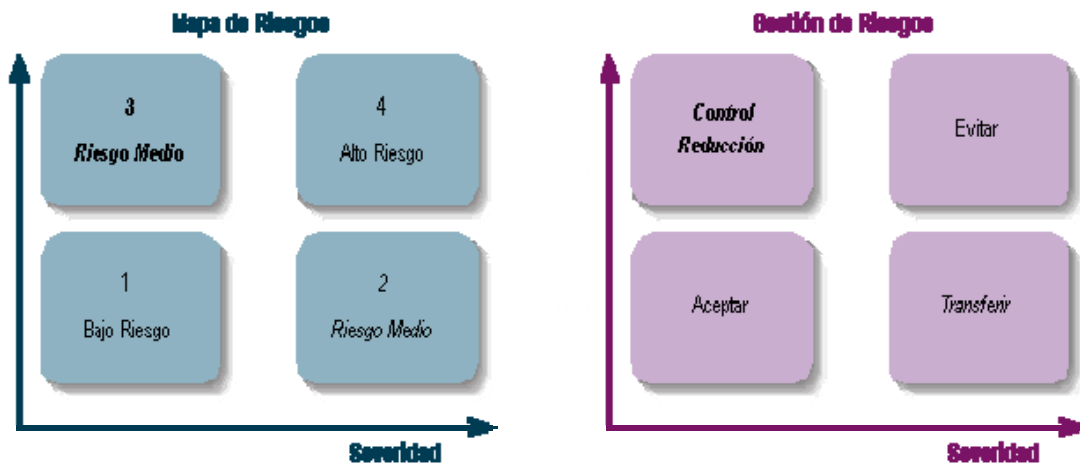 Mapa de Riesgos
3
Riesgo Medio
4
Alto Riesgo
1
Bajo Riesgo
2
Riesgo Medio
Severidad
Gestión de Riesgos
Control
Reducción
Evitar
Aceptar
Transferir
Severidad